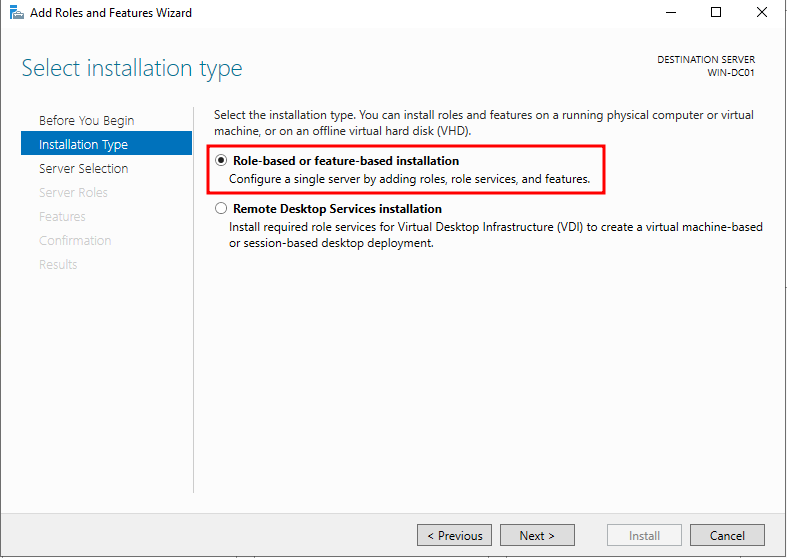 Add Roles and Features Wizard
Select installation type
DESTINATION SERVER
WIN-DC01
Before You Begin
Installation Type
Server Selection
Server Roles
Features
Confirmation
Results
Select the installation type. You can install roles and features on a running physical computer or virtual
machine, or on an offline virtual hard disk (VHD).
Role-based or feature-based installation
Configure a single server by adding roles, role services, and features.
Remote Desktop Services installation
Install required role services for Virtual Desktop Infrastructure (VDI) to create a virtual machine-based
or session-based desktop deployment.
< Previous
Next >
Install
Cancel